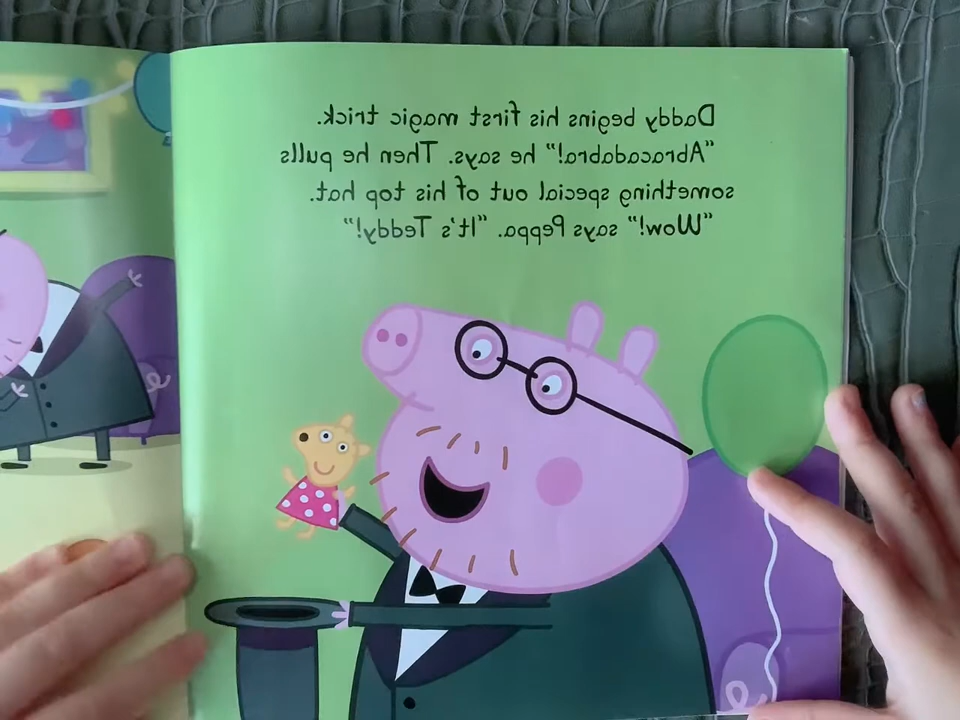 Daddy begins his first magic trick.
"Abracadabra!" he says. Then he pulls
something special out of his top hat.
"Wow!" says Peppa. "It's Teddy!"